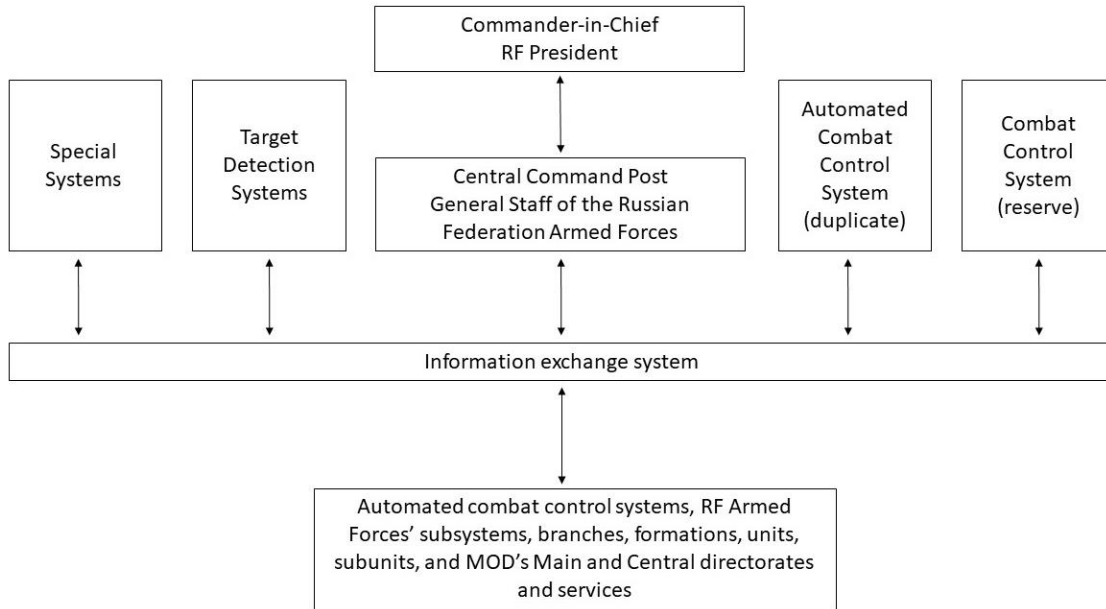 Commander-in-Chief
RF President
Special
Systems
Target
Detection
Systems
Central Command Post
General Staff of the Russian
Federation Armed Forces
Automated
Combat
Control
System
(duplicate)
Combat
Control
System
(reserve)
Information exchange system
Automated combat control systems, RF Armed
Forces’ subsystems, branches, formations, units,
subunits, and MOD’s Main and Central directorates
and services